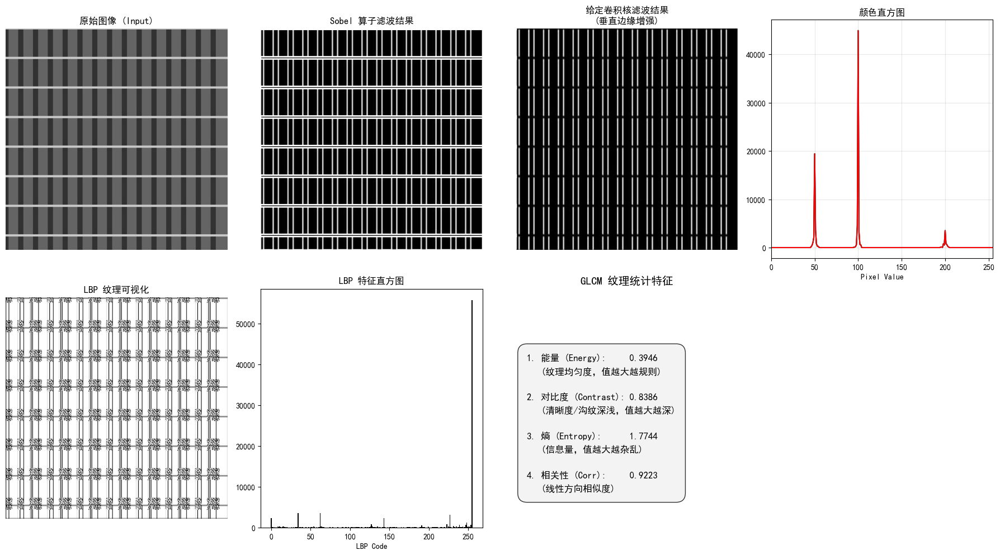 原始图像 (Input)
Sobel 算子滤波结果
给定卷积核滤波结果
(垂直边缘增强)
颜色直方图
40000
30000
20000
10000
0
0 50 100 150 200 250
Pixel Value
LBP 纹理可视化
LBP 特征直方图
50000
40000
30000
20000
10000
0
0 50 100 150 200 250
LBP Code
GLCM 纹理统计特征
1. 能量 (Energy): 0.3946
(纹理均匀度, 值越大越规则)
2. 对比度 (Contrast): 0.8386
(清晰度/沟纹深浅, 值越大越深)
3. 熵 (Entropy): 1.7744
(信息量, 值越大越杂乱)
4. 相关性 (Corr): 0.9223
(线性方向相似度)